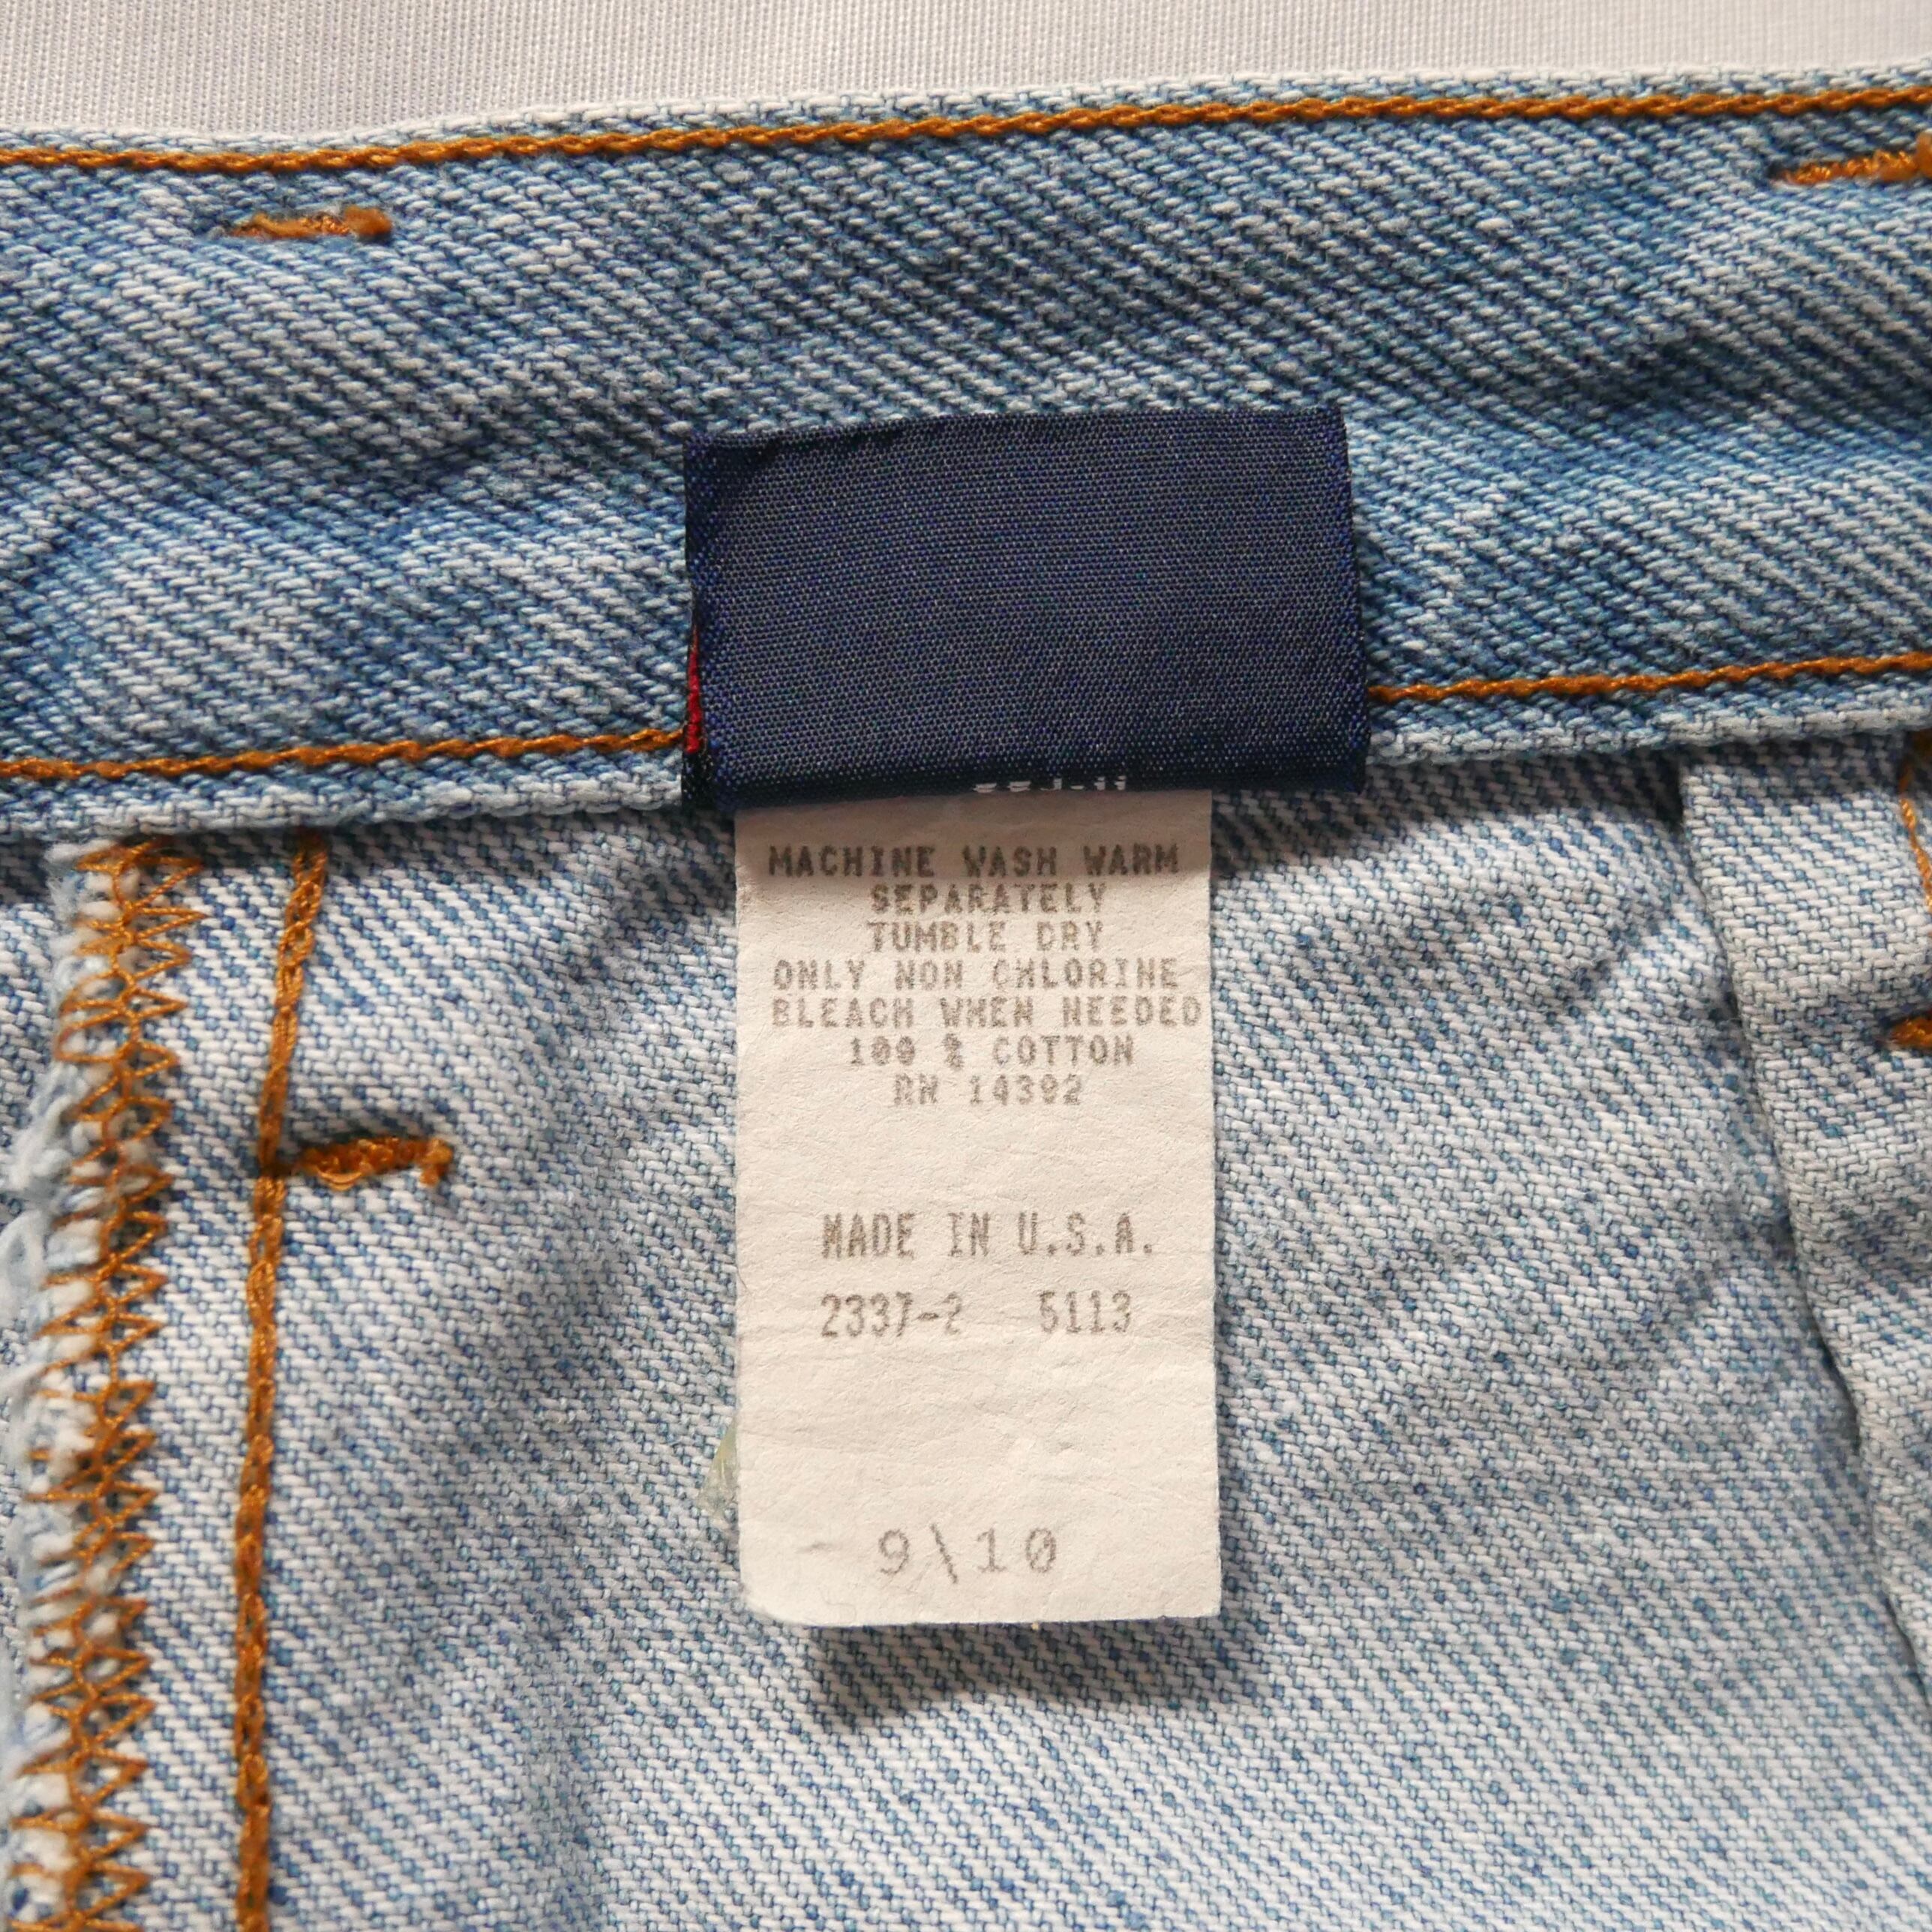 MACHINE WASH WARM
SEPARATELY
TUMBLE DRY
ONLY NON CHLORINE
BLEACH WHEN NEEDED
100 % COTTON
RN 14392
MADE IN U.S.A.
2337-2 5113
9\10